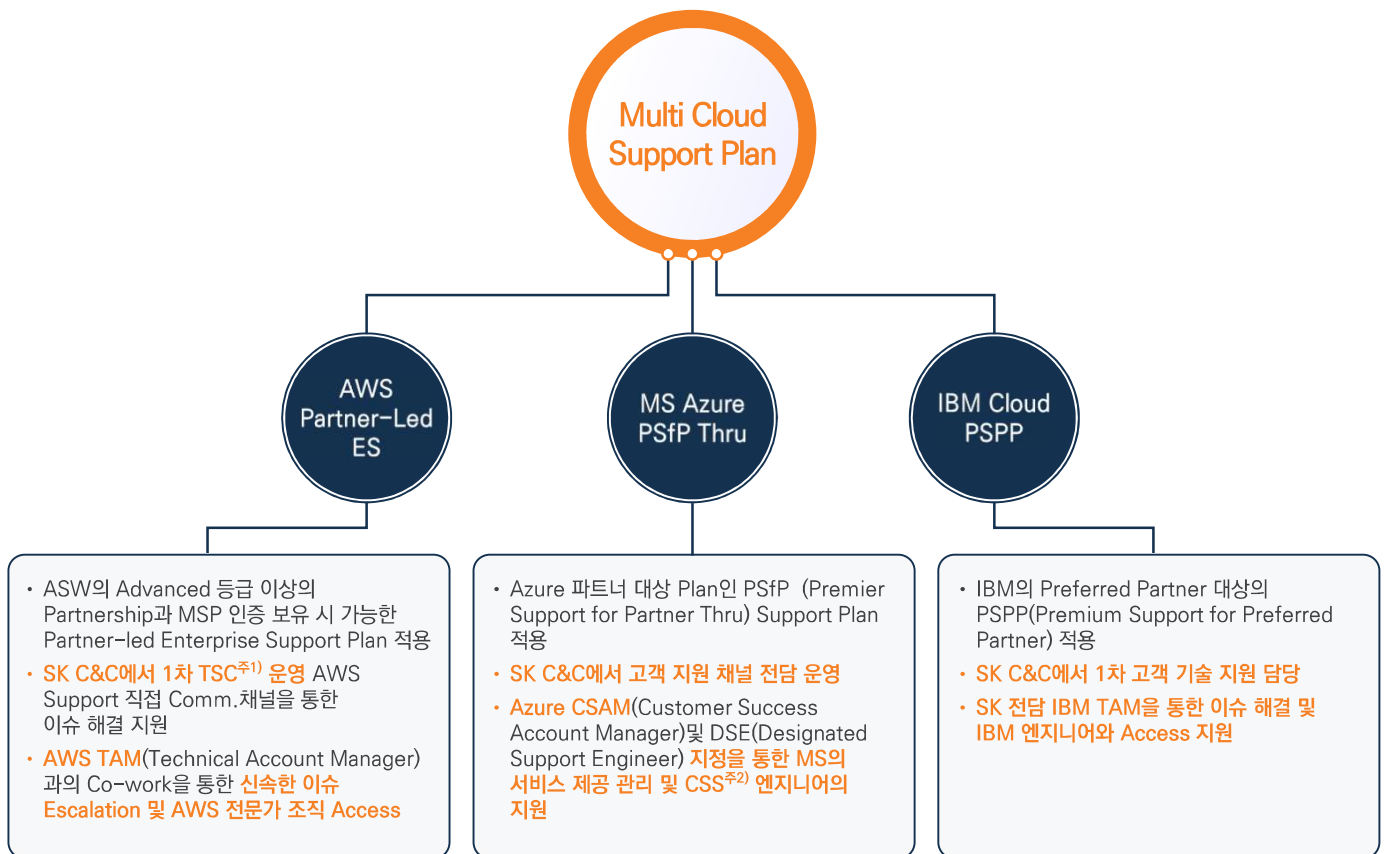 Multi Cloud
Support Plan
AWS
Partner-Led
ES
MS Azure
PSfP Thru
IBM Cloud
PSPP
• ASW의 Advanced 등급 이상의
Partnership과 MSP 인증 보유 시 가능한
Partner-led Enterprise Support Plan 적용
• SK C&C에서 1차 TSC주1) 운영 AWS
Support 직접 Comm.채널을 통한
이슈 해결 지원
• AWS TAM(Technical Account Manager)
과의 Co-work을 통한 신속한 이슈
Escalation 및 AWS 전문가 조직 Access
• Azure 파트너 대상 Plan인 PSfP (Premier
Support for Partner Thru) Support Plan
적용
• SK C&C에서 고객 지원 채널 전담 운영
• Azure CSAM(Customer Success
Account Manager)및 DSE(Designated
Support Engineer) 지정을 통한 MS의
서비스 제공 관리 및 CSS주2) 엔지니어의
지원
• IBM의 Preferred Partner 대상의
PSPP(Premium Support for Preferred
Partner) 적용
• SK C&C에서 1차 고객 기술 지원 담당
• SK 전담 IBM TAM을 통한 이슈 해결 및
IBM 엔지니어와 Access 지원